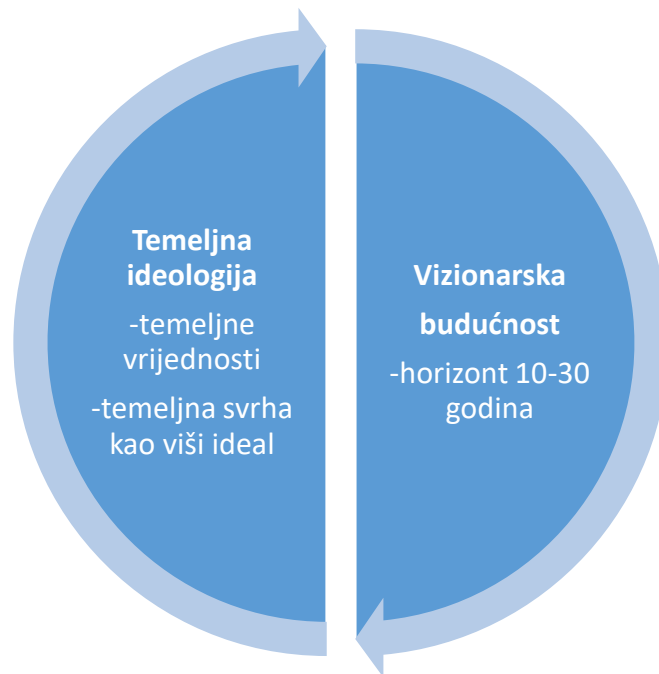 Temeljna
ideologija
-temeljne
vrijednosti
-temeljna svrha
kao viši ideal
Vizionarska
budućnost
-horizont 10-30
godina